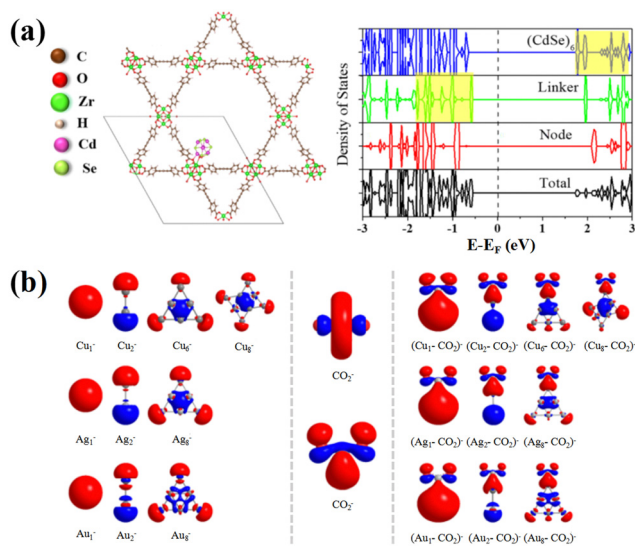 (a)
C
O
Zr
H
Cd
Se
Density of States
(CdSe)6
Linker
Node
Total
-3 -2 -1 0 1 2 3
E-EF (eV)
(b)
Cu1- Cu2- Cu6- Cu8-
CO2-
(Cu1- CO2)- (Cu2- CO2)- (Cu6- CO2)- (Cu8- CO2)-
Ag1- Ag2- Ag8-
(Ag1- CO2)- (Ag2- CO2)- (Ag8- CO2)-
CO2-
Au1- Au2- Au8-
(Au1- CO2)- (Au2- CO2)- (Au8- CO2)-